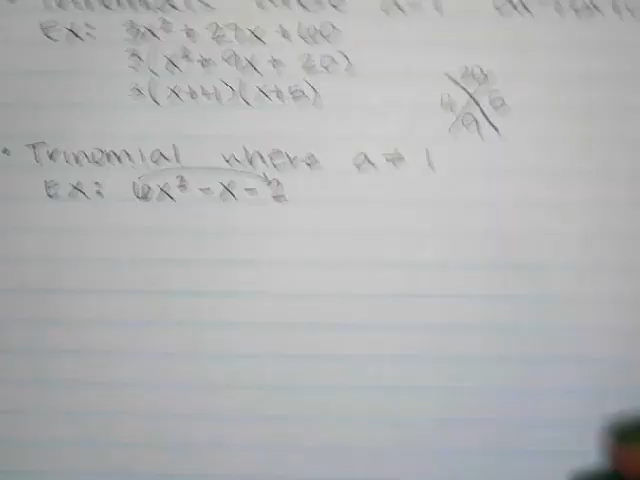 Ex: 3x² + 27x + 60
3(x² + 9x + 20)
3(x+4)(x+5)
20
4 5
9
• Trinomial where a ≠ 1
Ex: 6x² - x - 2